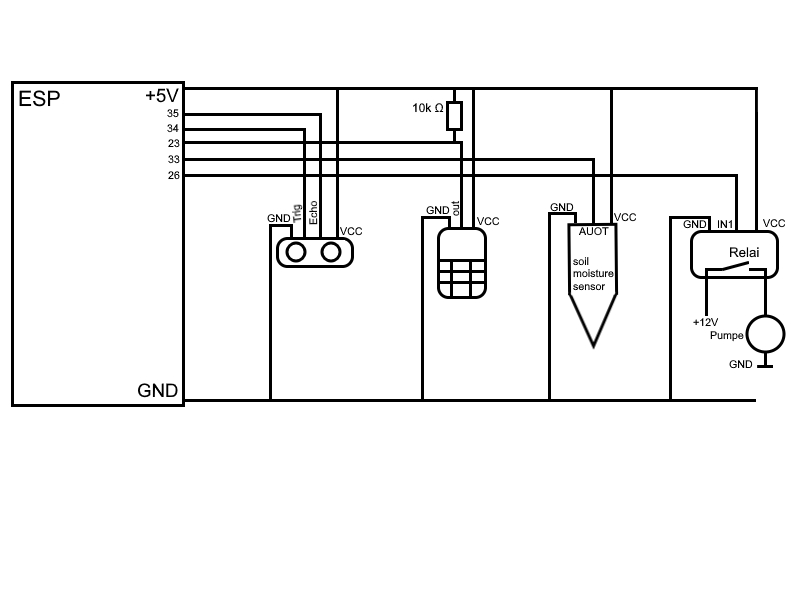 ESP
+5V
35
34
23
33
26
GND
10k Ω
GND
Trig
Echo
VCC
GND
out
VCC
GND
VCC
AUOT
soil
moisture
sensor
GND
IN1
VCC
Relai
+12V
Pumpe
GND